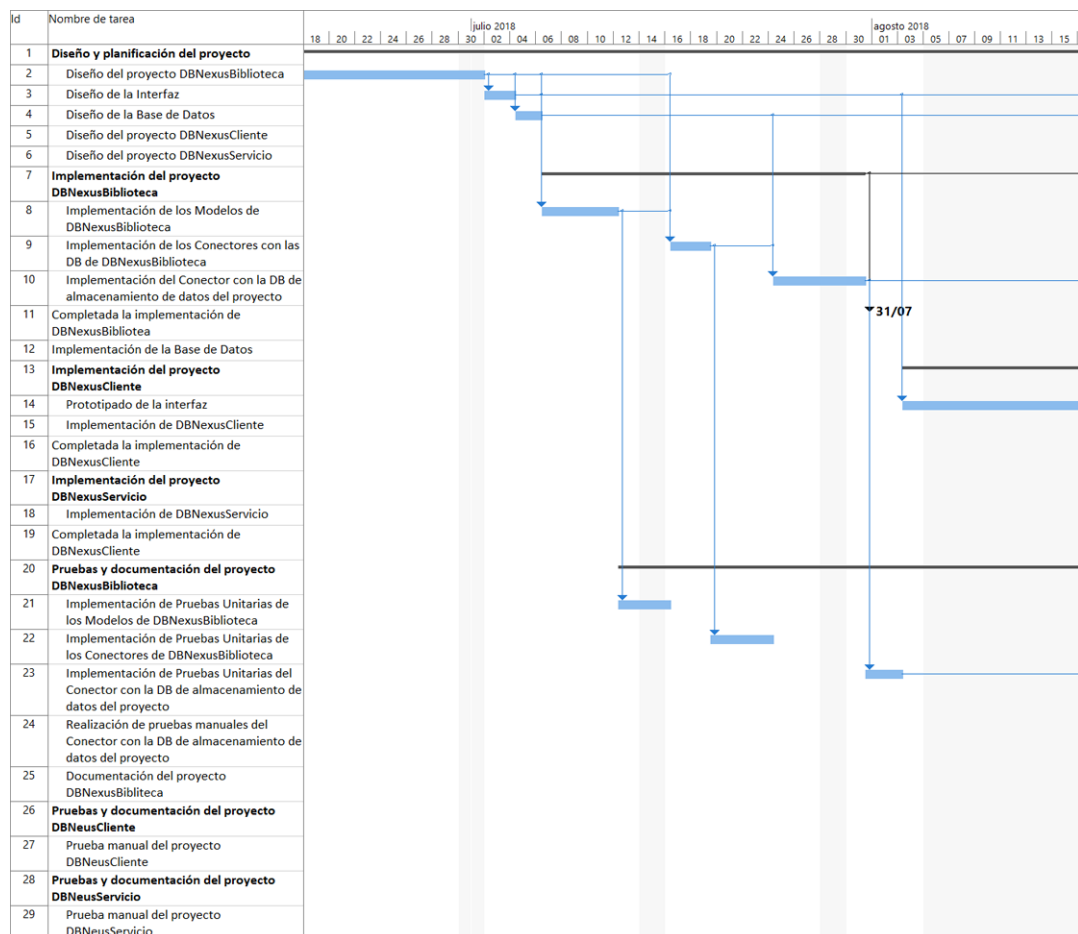 Id Nombre de tarea
julio 2018 agosto 2018
18 20 22 24 26 28 30 02 04 06 08 10 12 14 16 18 20 22 24 26 28 30 01 03 05 07 09 11 13 15
1 Diseño y planificación del proyecto
2 Diseño del proyecto DBNexusBiblioteca
3 Diseño de la Interfaz
4 Diseño de la Base de Datos
5 Diseño del proyecto DBNexusCliente
6 Diseño del proyecto DBNexusServicio
7 Implementación del proyecto
DBNexusBiblioteca
8 Implementación de los Modelos de
DBNexusBiblioteca
9 Implementación de los Conectores con las
DB de DBNexusBiblioteca
10 Implementación del Conector con la DB de
almacenamiento de datos del proyecto
11 Completada la implementación de
DBNexusBibliotea
31/07
12 Implementación de la Base de Datos
13 Implementación del proyecto
DBNexusCliente
14 Prototipado de la interfaz
15 Implementación de DBNexusCliente
16 Completada la implementación de
DBNexusCliente
17 Implementación del proyecto
DBNexusServicio
18 Implementación de DBNexusServicio
19 Completada la implementación de
DBNexusCliente
20 Pruebas y documentación del proyecto
DBNexusBiblioteca
21 Implementación de Pruebas Unitarias de
los Modelos de DBNexusBiblioteca
22 Implementación de Pruebas Unitarias de
los Conectores de DBNexusBiblioteca
23 Implementación de Pruebas Unitarias del
Conector con la DB de almacenamiento de
datos del proyecto
24 Realización de pruebas manuales del
Conector con la DB de almacenamiento de
datos del proyecto
25 Documentación del proyecto
DBNexusBibliteca
26 Pruebas y documentación del proyecto
DBNeusCliente
27 Prueba manual del proyecto
DBNeusCliente
28 Pruebas y documentación del proyecto
DBNeusServicio
29 Prueba manual del proyecto
DBNeusServicio